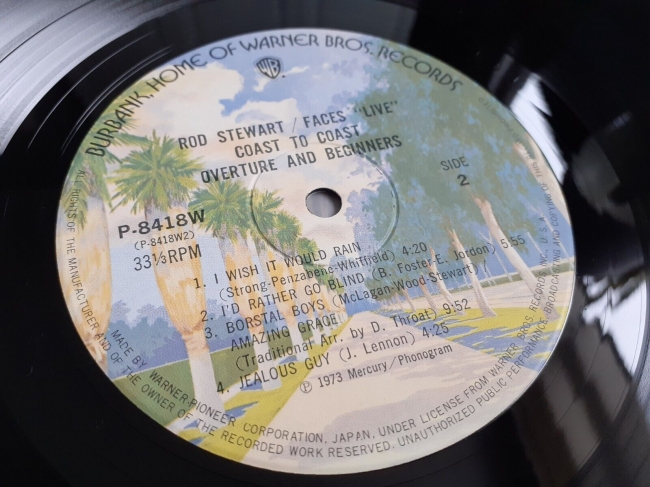 BURBANK, HOME OF WARNER BROS. RECORDS
WB
ROD STEWART / FACES "LIVE"
COAST TO COAST
OVERTURE AND BEGINNERS
SIDE
2
P-8418W
(P-8418W2)
33⅓RPM
1. I WISH IT WOULD RAIN
(Strong-Penzabene-Whitfield) 4:20
2. I'D RATHER GO BLIND (B. Foster-E. Jordon) 5:55
3. BORSTAL BOYS (McLagan-Wood-Stewart) /
AMAZING GRACE
(Traditional Arr. by D. Throat) 9:52
4. JEALOUS GUY (J. Lennon) 4:25
℗ 1973 Mercury / Phonogram
MADE BY WARNER-PIONEER CORPORATION, JAPAN, UNDER LICENSE FROM WARNER BROS. RECORDS INC., U.S.A.
ALL RIGHTS OF THE MANUFACTURER AND OF THE OWNER OF THE RECORDED WORK RESERVED. UNAUTHORIZED PUBLIC PERFORMANCE, BROADCASTING AND COPYING OF